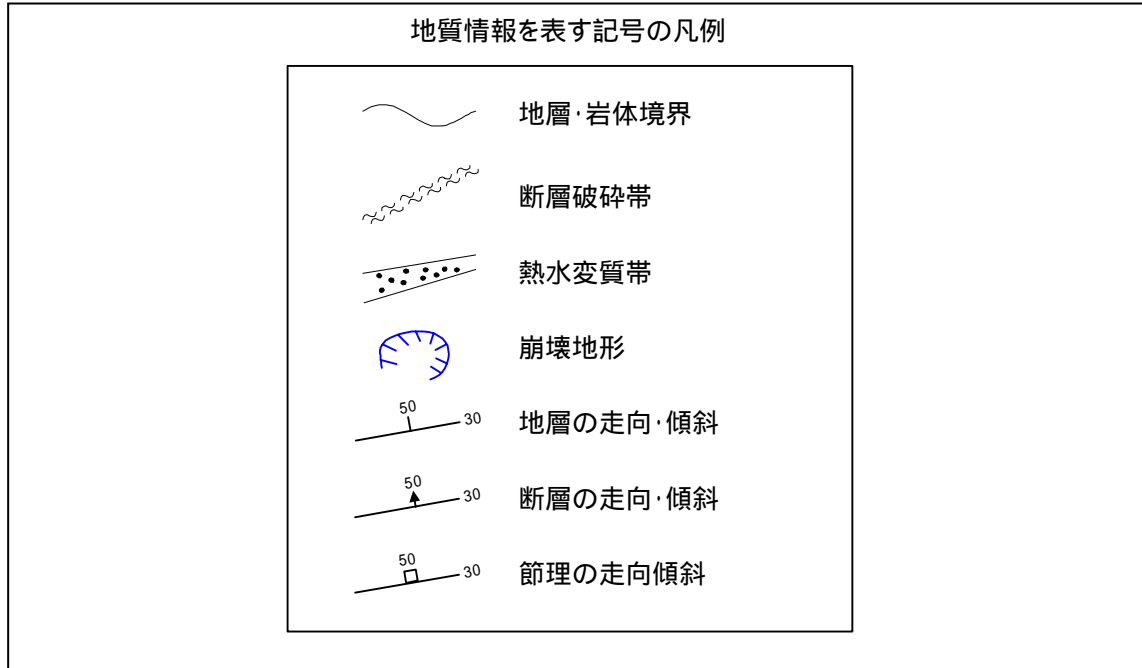 地質情報を表す記号の凡例
地層・岩体境界
断層破砕帯
熱水変質帯
崩壊地形
50
30
地層の走向・傾斜
50
30
断層の走向・傾斜
50
30
節理の走向傾斜